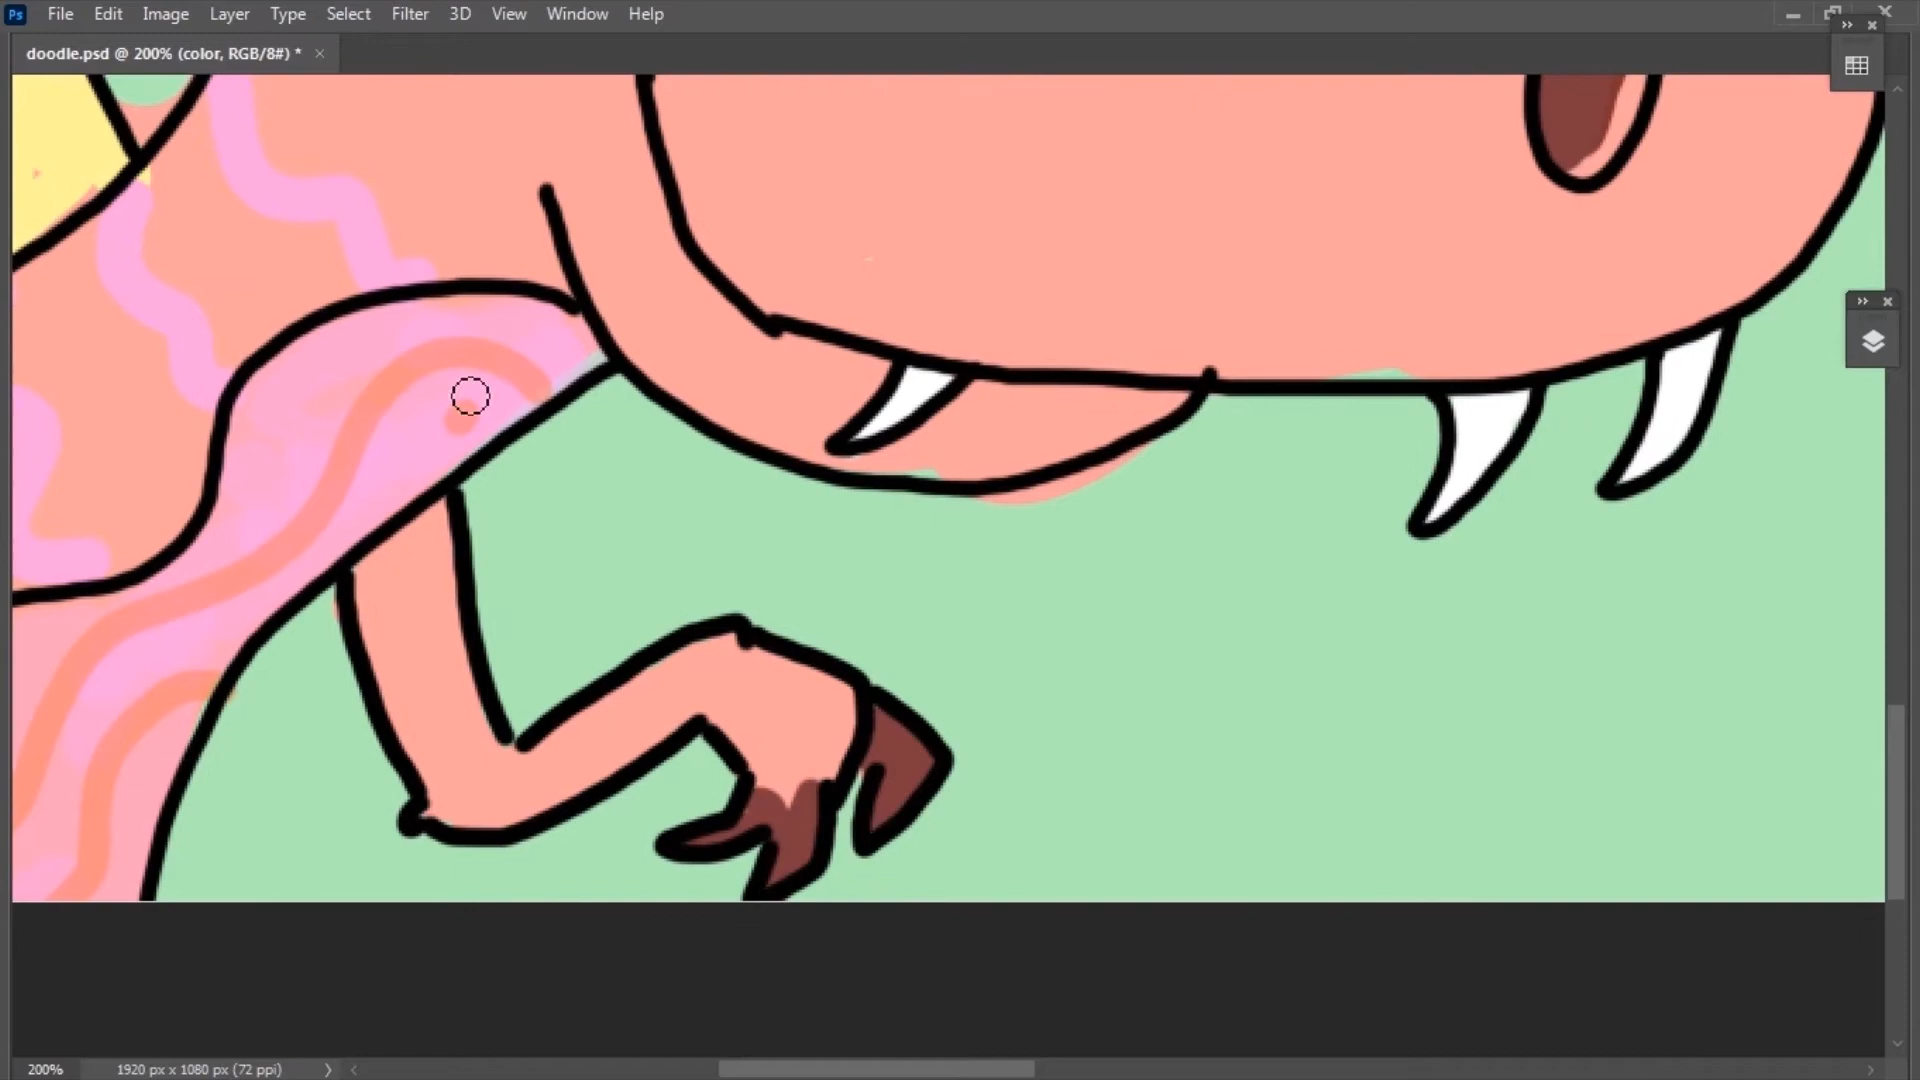 Ps File Edit Image Layer Type Select Filter 3D View Window Help
doodle.psd @ 200% (color, RGB/8#) *
200% 1920 px x 1080 px (72 ppi)